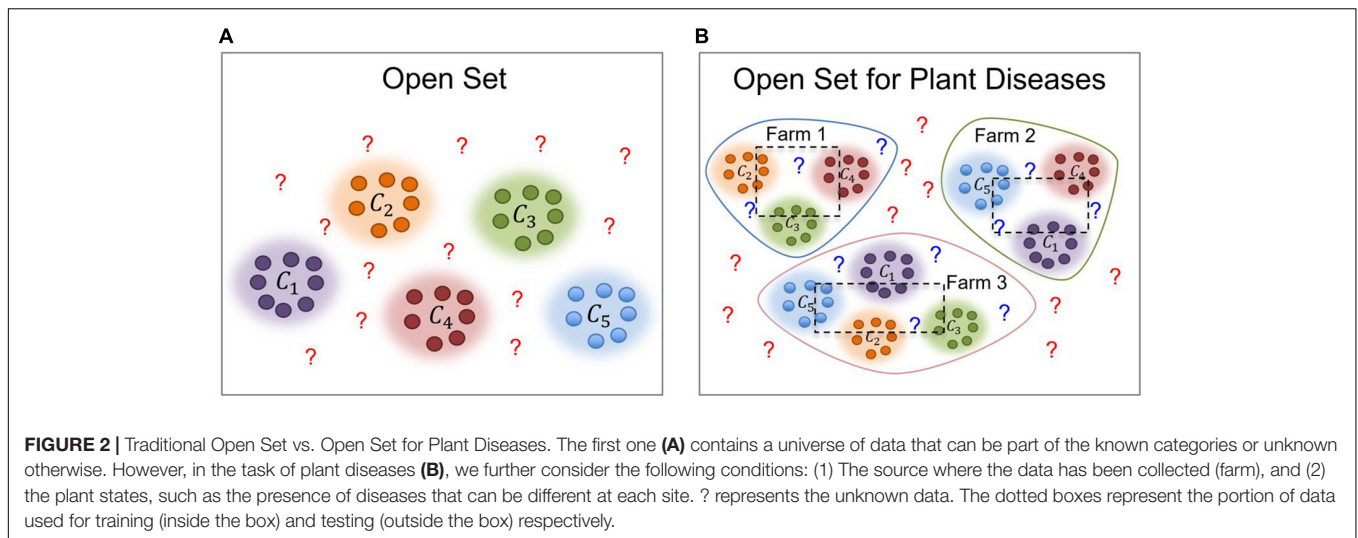 A
B
Open Set
Open Set for Plant Diseases
? ? ? ? ? ? ? ? ? ? ? ? ? ? ?
C2
C3
C1
C4
C5
Farm 1
C2
C4
C3
? ? ?
Farm 2
C5
C4
C1
? ? ?
Farm 3
C1
C5
C2
C3
? ? ? ?
? ? ? ? ? ? ? ? ? ?
FIGURE 2 | Traditional Open Set vs. Open Set for Plant Diseases. The first one (A) contains a universe of data that can be part of the known categories or unknown
otherwise. However, in the task of plant diseases (B), we further consider the following conditions: (1) The source where the data has been collected (farm), and (2)
the plant states, such as the presence of diseases that can be different at each site. ? represents the unknown data. The dotted boxes represent the portion of data
used for training (inside the box) and testing (outside the box) respectively.